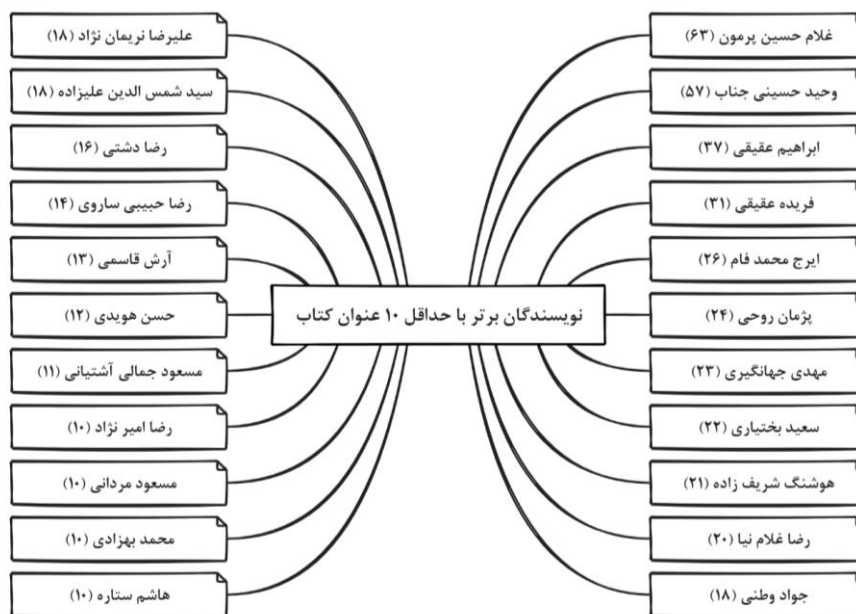 نویسندگان برتر با حداقل ۱۰ عنوان کتاب
غلام حسین پرمون (۶۳)
وحید حسینی جناب (۵۷)
ابراهیم عقیقی (۳۷)
فریده عقیقی (۳۱)
ایرج محمد فام (۲۶)
پژمان روحی (۲۴)
مهدی جهانگیری (۲۳)
سعید بختیاری (۲۲)
هوشنگ شریف زاده (۲۱)
رضا غلام نیا (۲۰)
جواد وطنی (۱۸)
علیرضا نریمان نژاد (۱۸)
سید شمس الدین علیزاده (۱۸)
رضا دشتی (۱۶)
رضا حبیبی ساروی (۱۴)
آرش قاسمی (۱۳)
حسن هویدی (۱۲)
مسعود جمالی آشتیانی (۱۱)
رضا امیر نژاد (۱۰)
مسعود مردانی (۱۰)
محمد بهزادی (۱۰)
هاشم ستاره (۱۰)